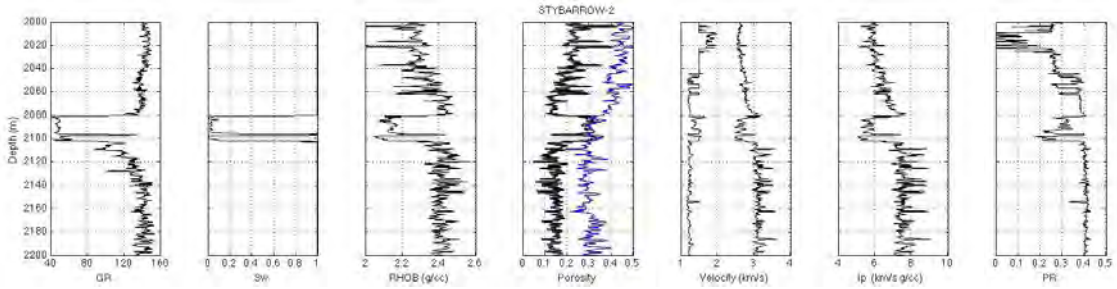 STYBARROW-2
Depth (m)
2000
2020
2040
2060
2080
2100
2120
2140
2160
2180
2200
40 80 120 160
GR
0 0.2 0.4 0.6 0.8 1
Sw
2 2.2 2.4 2.6
RHOB (g/cc)
0 0.1 0.2 0.3 0.4 0.5
Porosity
1 2 3 4
Velocity (km/s)
4 6 8 10
Ip (km/s g/cc)
0 0.1 0.2 0.3 0.4 0.5
PR